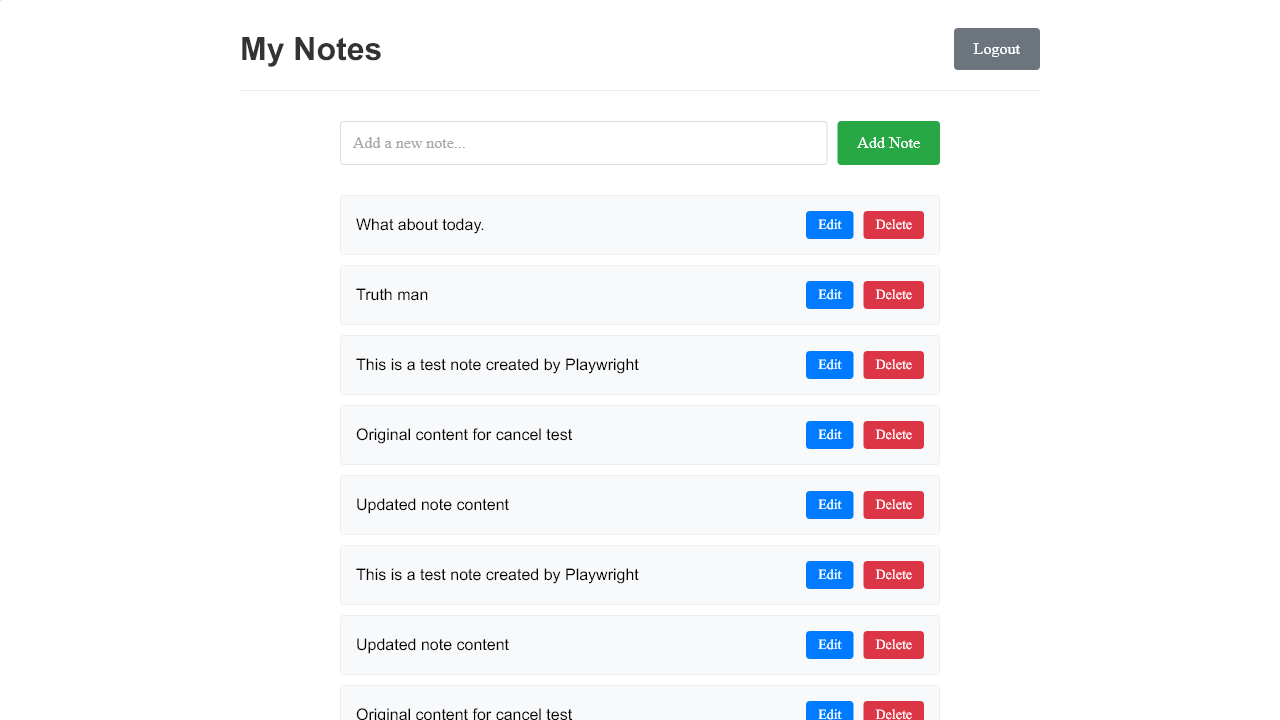 My Notes
Logout
Add a new note...
Add Note
What about today.
Edit
Delete
Truth man
Edit
Delete
This is a test note created by Playwright
Edit
Delete
Original content for cancel test
Edit
Delete
Updated note content
Edit
Delete
This is a test note created by Playwright
Edit
Delete
Updated note content
Edit
Delete
Original content for cancel test
Edit
Delete